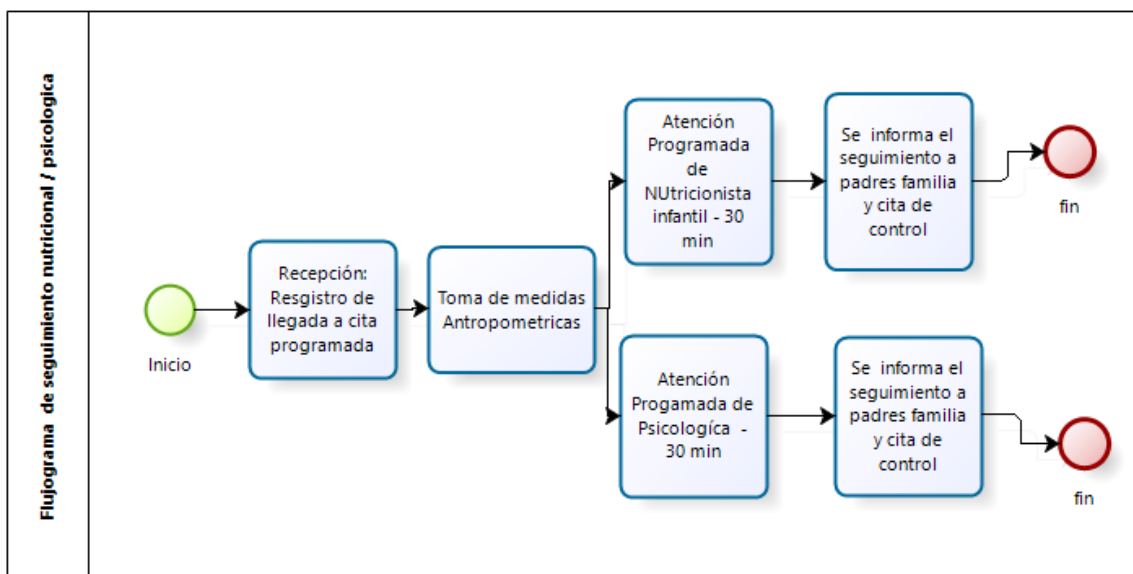 Flujograma de seguimiento nutricional / psicologica
Inicio
Recepción:
Resgistro de
llegada a cita
programada
Toma de medidas
Antropometricas
Atención
Programada
de
NUtricionista
infantil - 30
min
Se informa el
seguimiento a
padres familia
y cita de
control
fin
Atención
Progamada de
Psicologíca -
30 min
Se informa el
seguimiento a
padres familia
y cita de
control
fin